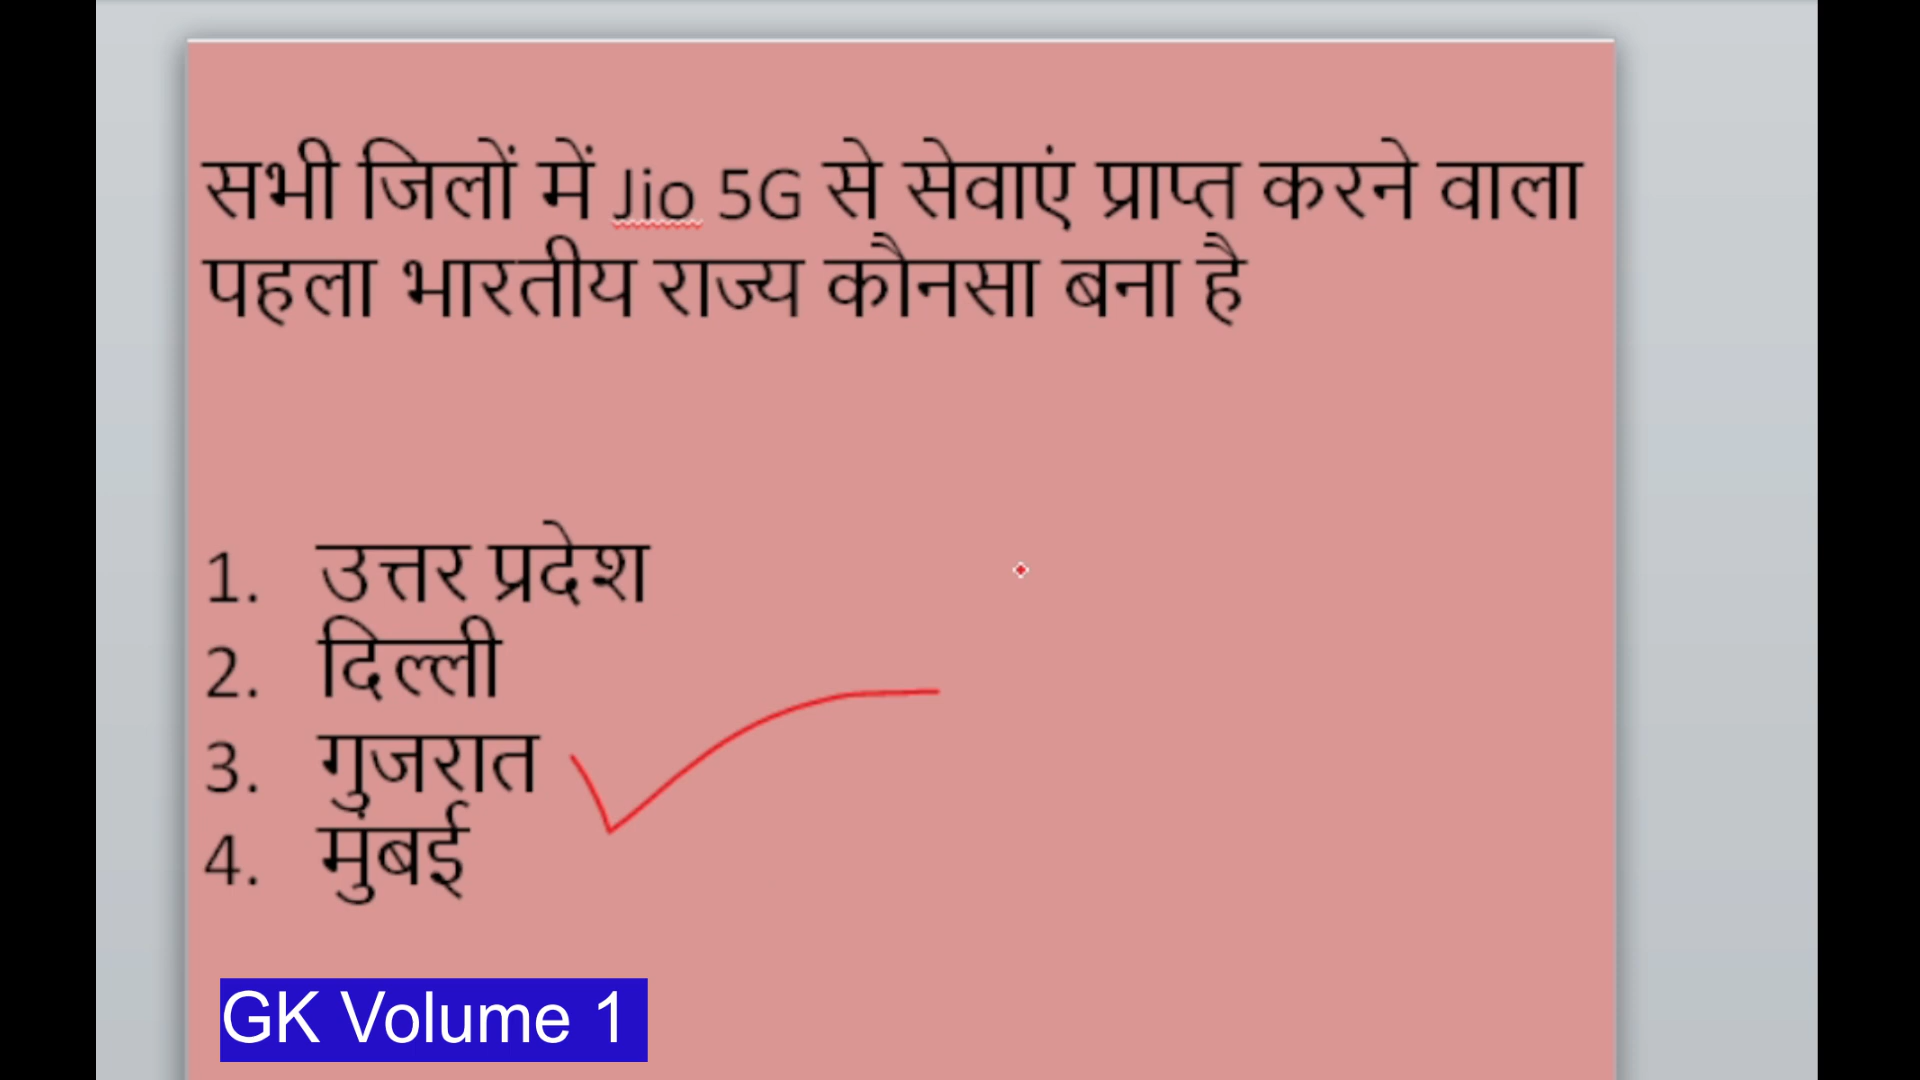 सभी जिलों में Jio 5G से सेवाएं प्राप्त करने वाला
पहला भारतीय राज्य कौनसा बना है
1. उत्तर प्रदेश
2. दिल्ली
3. गुजरात
4. मुंबई
GK Volume 1